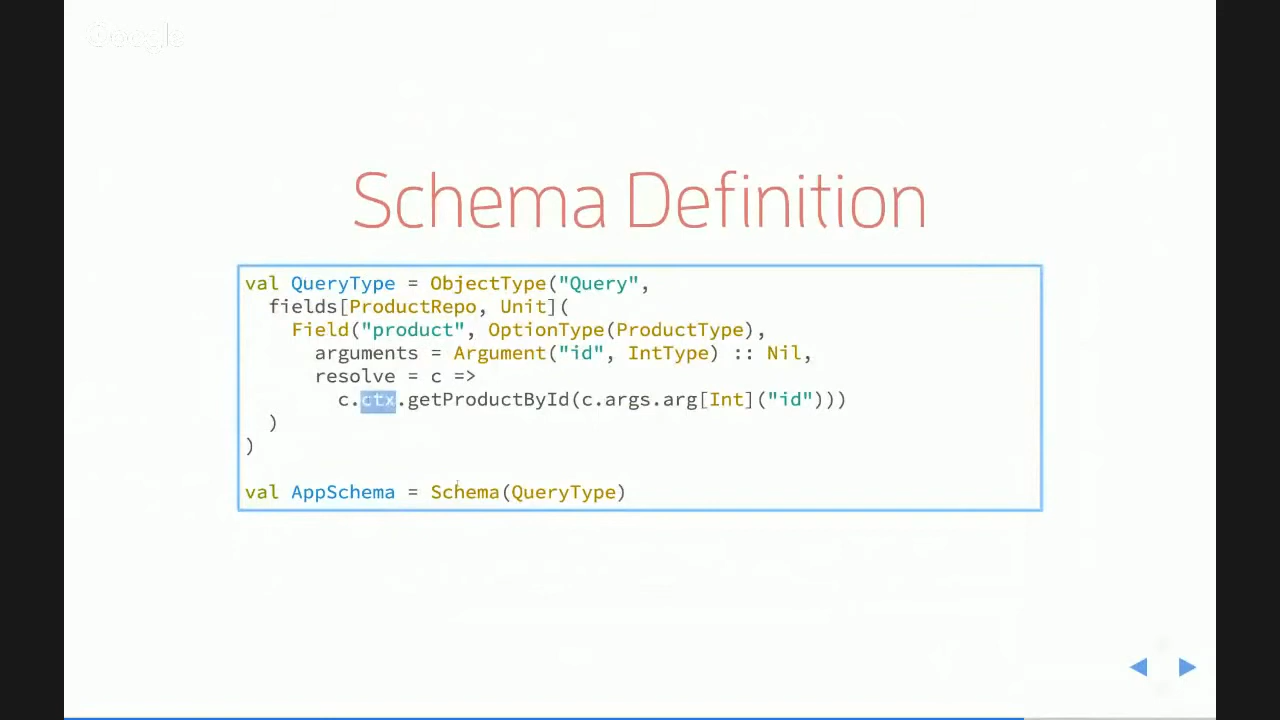 Google
Schema Definition
val QueryType = ObjectType("Query",
  fields[ProductRepo, Unit](
    Field("product", OptionType(ProductType),
      arguments = Argument("id", IntType) :: Nil,
      resolve = c =>
        c.ctx.getProductById(c.args.arg[Int]("id")))
  )
)
val AppSchema = Schema(QueryType)